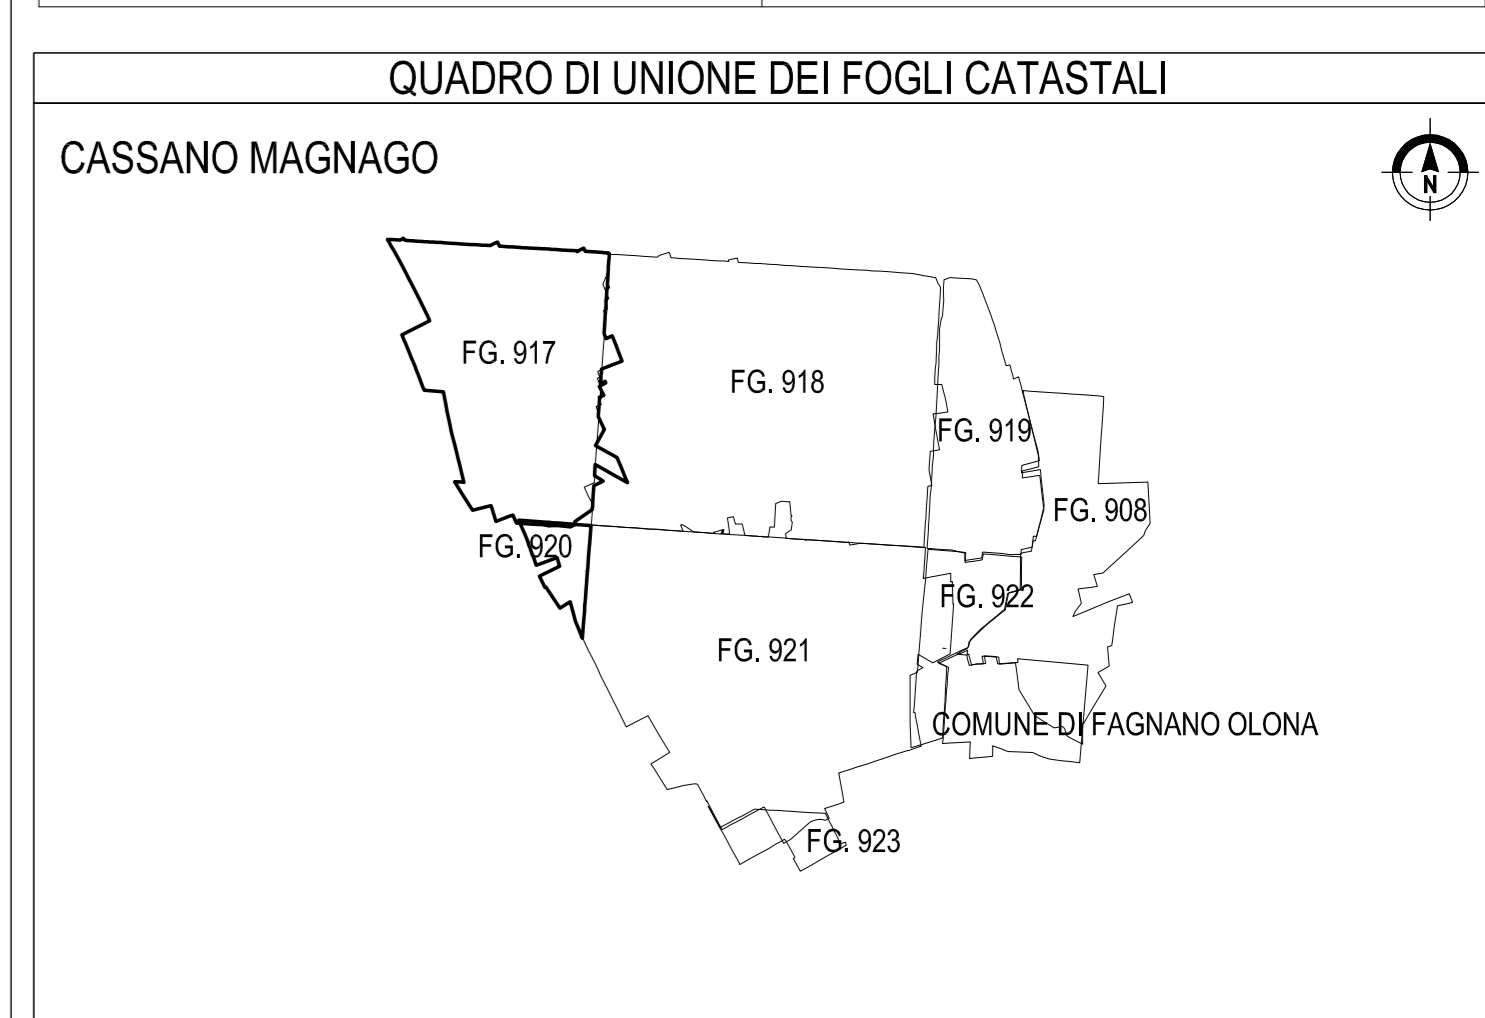 QUADRO DI UNIONE DEI FOGLI CATASTALI
CASSANO MAGNAGO
N
FG. 917
FG. 918
FG. 919
FG. 908
FG. 920
FG. 922
FG. 921
COMUNE DI FAGNANO OLONA
FG. 923